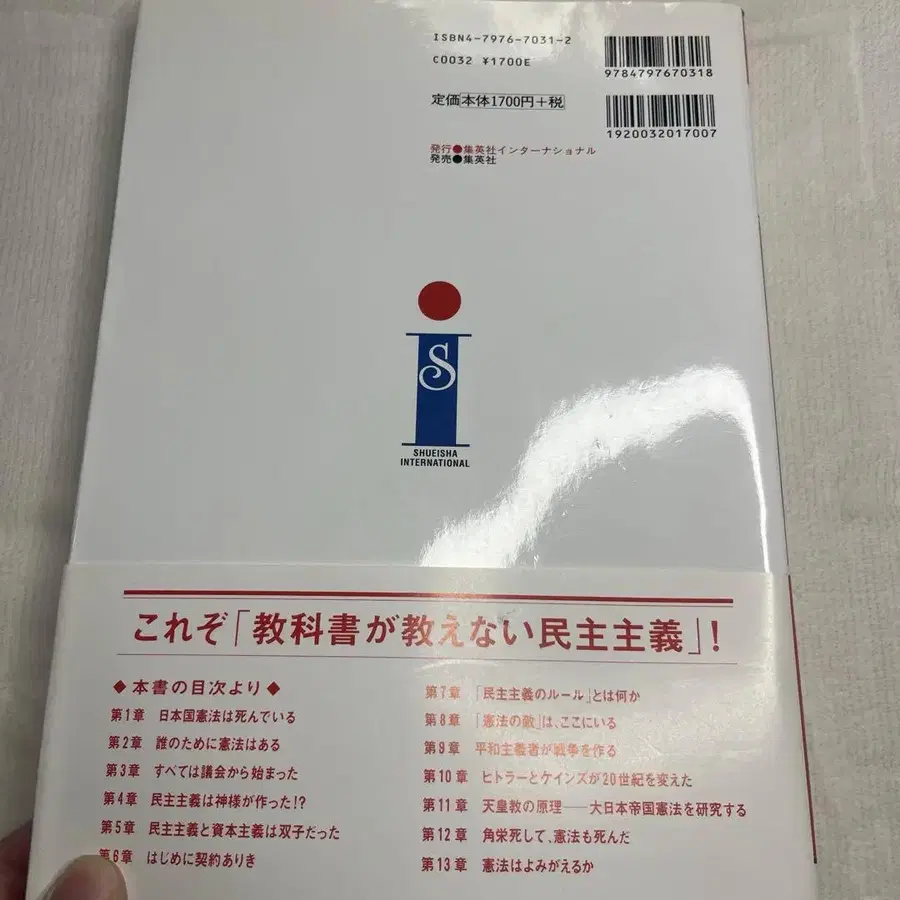 ISBN4-7976-7031-2
C0032 ¥1700E
9784797670318
定価 本体1700円+税
1920032017007
発行●集英社インターナショナル
発売●集英社
S
SHUEISHA
INTERNATIONAL
これぞ「教科書が教えない民主主義」!
◆本書の目次より◆
第1章 日本国憲法は死んでいる
第2章 誰のために憲法はある
第3章 すべては議会から始まった
第4章 民主主義は神様が作った!?
第5章 民主主義と資本主義は双子だった
第6章 はじめに契約ありき
第7章 「民主主義のルール」とは何か
第8章 「憲法の敵」は、ここにいる
第9章 平和主義者が戦争を作る
第10章 ヒトラーとケインズが20世紀を変えた
第11章 天皇教の原理――大日本帝国憲法を研究する
第12章 角栄死して、憲法も死んだ
第13章 憲法はよみがえるか